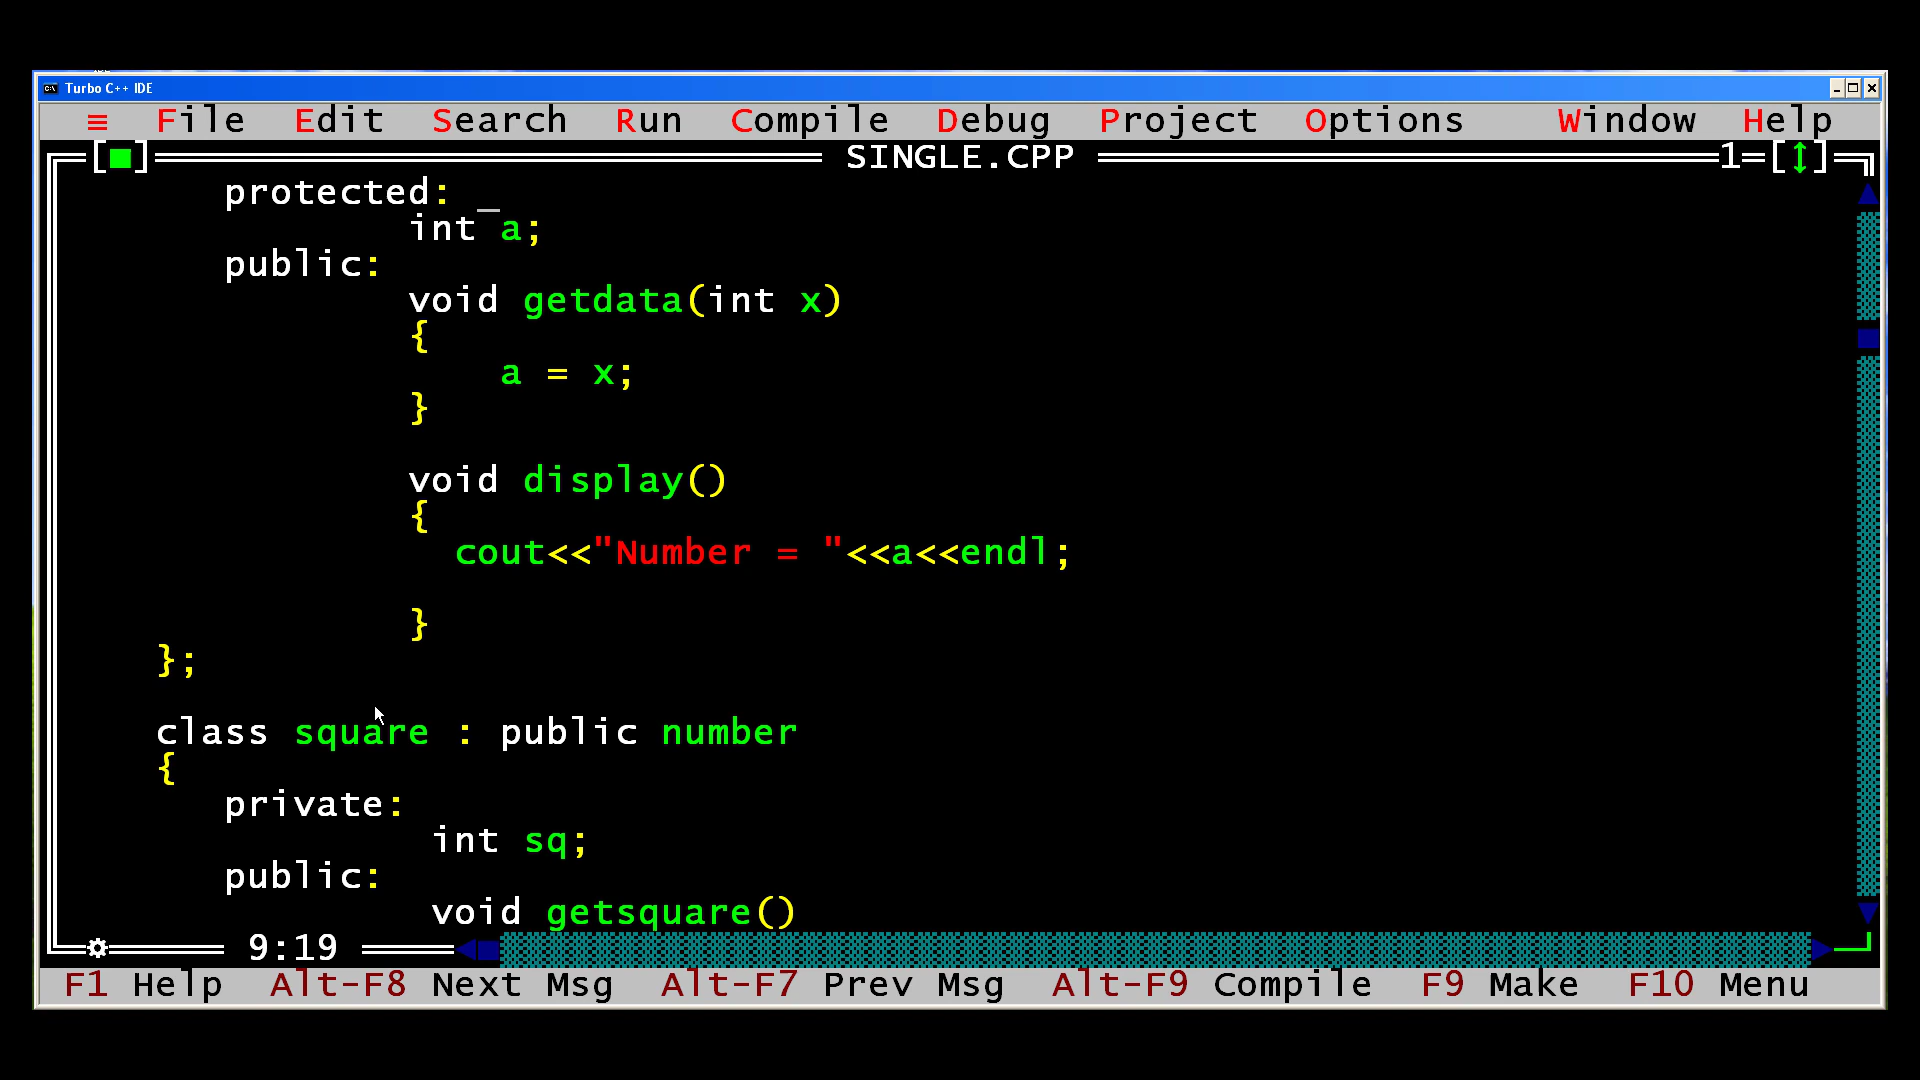 Turbo C++ IDE
≡ File Edit Search Run Compile Debug Project Options Window Help
[■] SINGLE.CPP 1=[↕]
protected:
int a;
public:
void getdata(int x)
{
a = x;
}
void display()
{
cout<<"Number = "<<a<<endl;
}
};
class square : public number
{
private:
int sq;
public:
void getsquare()
9:19
F1 Help Alt-F8 Next Msg Alt-F7 Prev Msg Alt-F9 Compile F9 Make F10 Menu